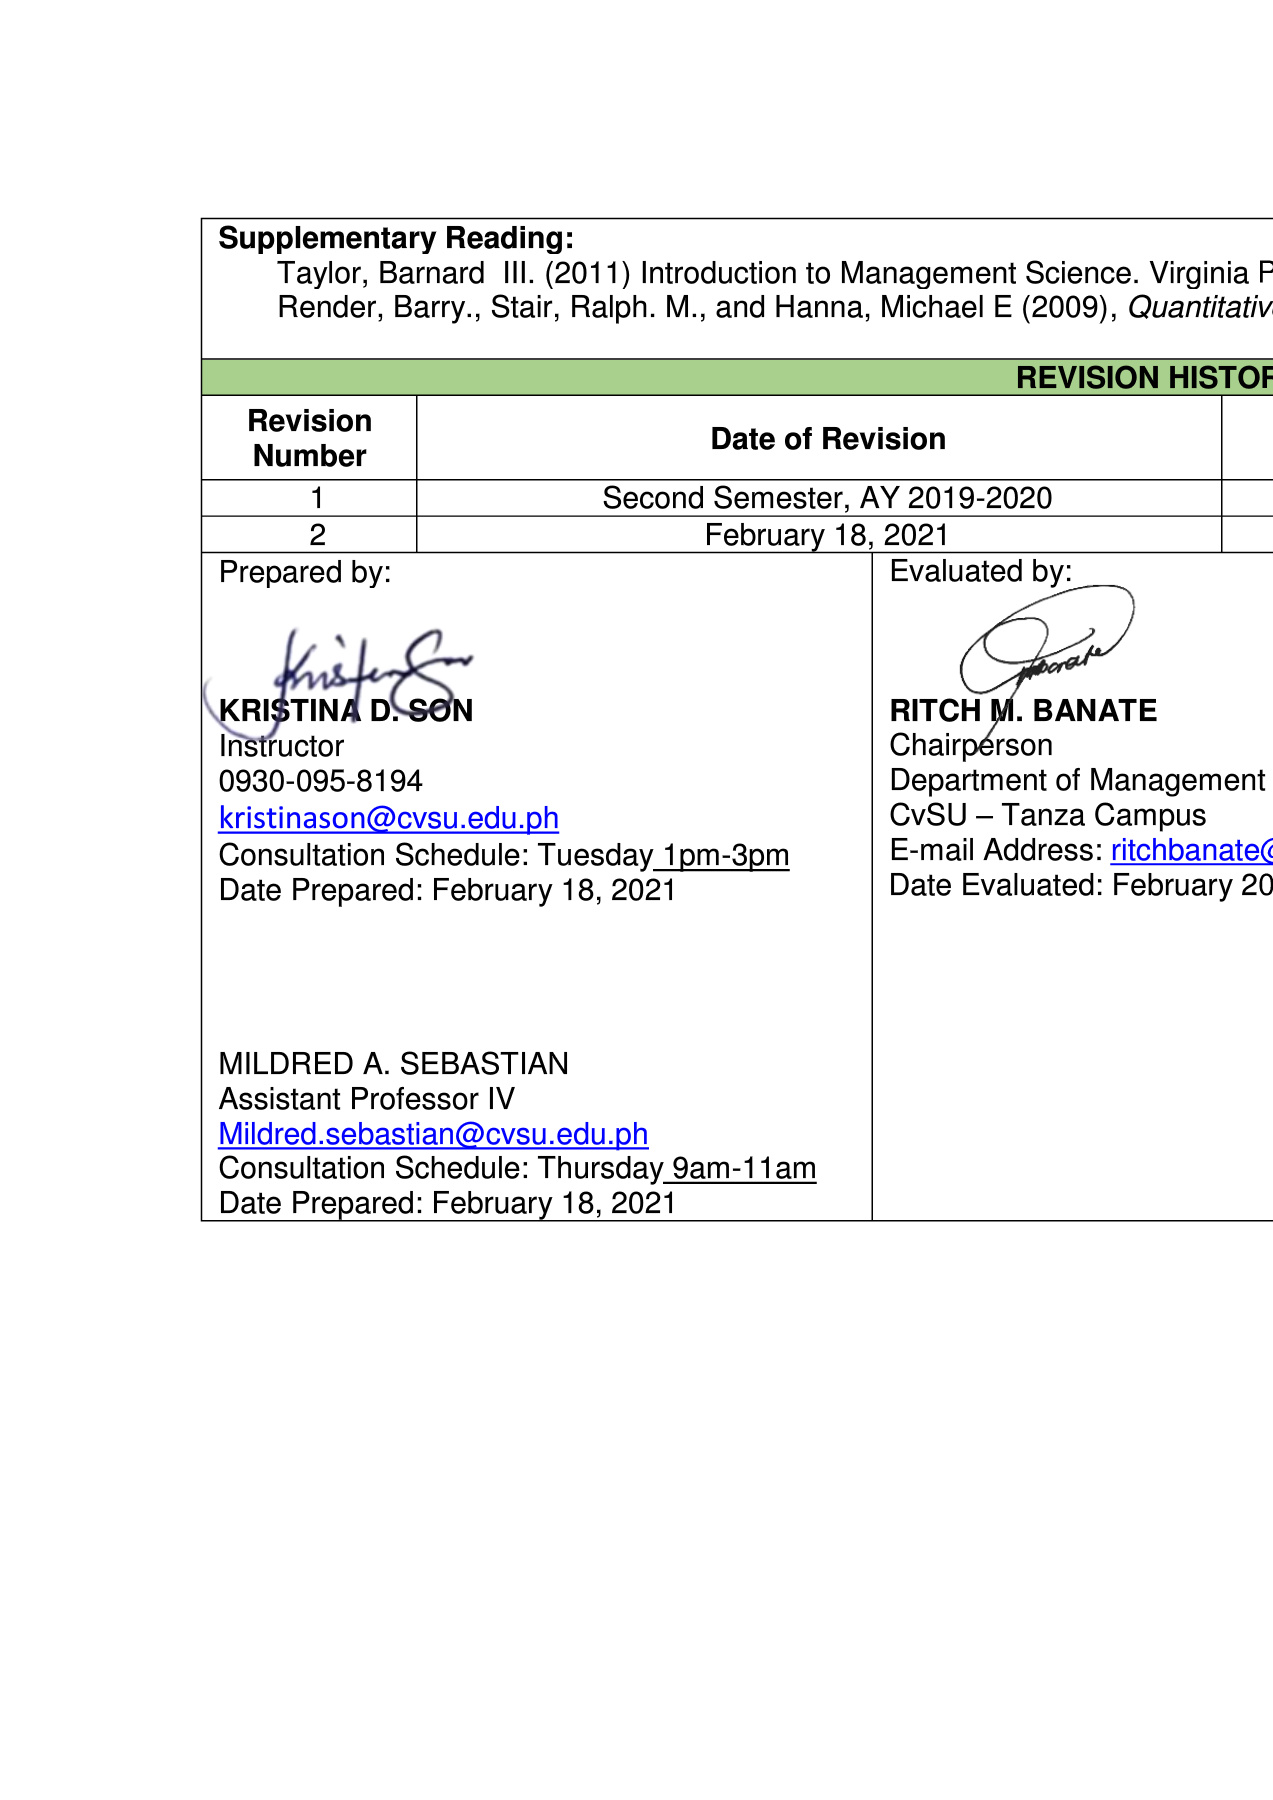 Supplementary Reading:
Taylor, Barnard  III. (2011) Introduction to Management Science. Virginia P
Render, Barry., Stair, Ralph. M., and Hanna, Michael E (2009), Quantitativ
REVISION HISTOR
Revision Number
Date of Revision
1
Second Semester, AY 2019-2020
2
February 18, 2021
Prepared by:
KRISTINA D. SON
Instructor
0930-095-8194
kristinason@cvsu.edu.ph
Consultation Schedule: Tuesday 1pm-3pm
Date Prepared: February 18, 2021
MILDRED A. SEBASTIAN
Assistant Professor IV
Mildred.sebastian@cvsu.edu.ph
Consultation Schedule: Thursday 9am-11am
Date Prepared: February 18, 2021
Evaluated by:
RITCH M. BANATE
Chairperson
Department of Management
CvSU – Tanza Campus
E-mail Address: ritchbanate@
Date Evaluated: February 20